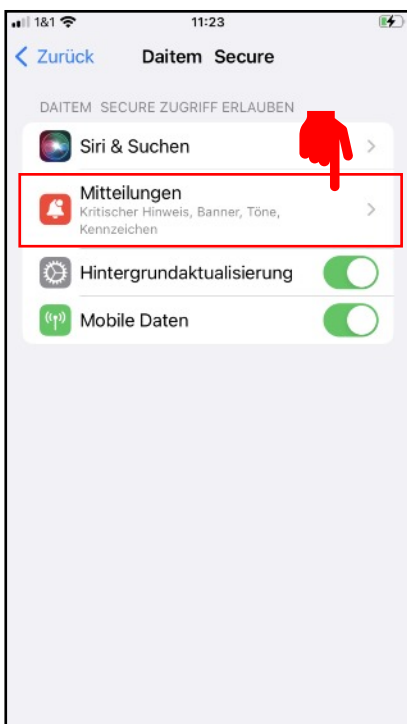 1&1 11:23
Zurück Daitem Secure
DAITEM SECURE ZUGRIFF ERLAUBEN
Siri & Suchen
Mitteilungen
Kritischer Hinweis, Banner, Töne,
Kennzeichen
Hintergrundaktualisierung
Mobile Daten